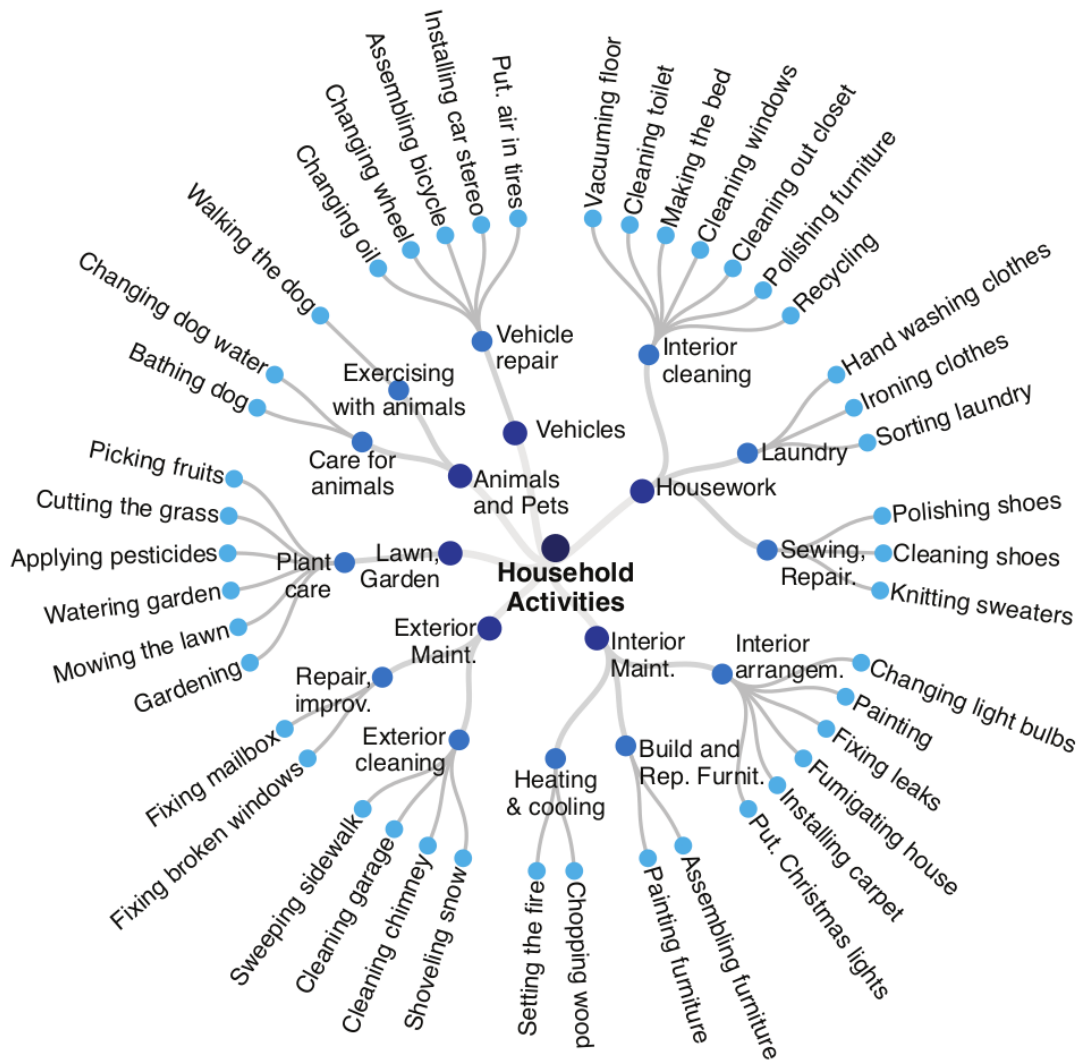 Household
Activities
Vehicles
Vehicle
repair
Changing oil
Changing wheel
Assembling bicycle
Installing car stereo
Put. air in tires
Housework
Interior
cleaning
Vacuuming floor
Cleaning toilet
Making the bed
Cleaning windows
Cleaning out closet
Polishing furniture
Recycling
Laundry
Hand washing clothes
Ironing clothes
Sorting laundry
Sewing,
Repair.
Polishing shoes
Cleaning shoes
Knitting sweaters
Interior
Maint.
Interior
arrangem.
Changing light bulbs
Painting
Fixing leaks
Fumigating house
Installing carpet
Put. Christmas lights
Build and
Rep. Furnit.
Assembling furniture
Painting furniture
Heating
& cooling
Chopping wood
Setting the fire
Exterior
Maint.
Exterior
cleaning
Shoveling snow
Cleaning chimney
Cleaning garage
Sweeping sidewalk
Repair,
improv.
Fixing broken windows
Fixing mailbox
Lawn,
Garden
Plant
care
Gardening
Mowing the lawn
Watering garden
Applying pesticides
Cutting the grass
Picking fruits
Animals
and Pets
Care for
animals
Bathing dog
Changing dog water
Exercising
with animals
Walking the dog